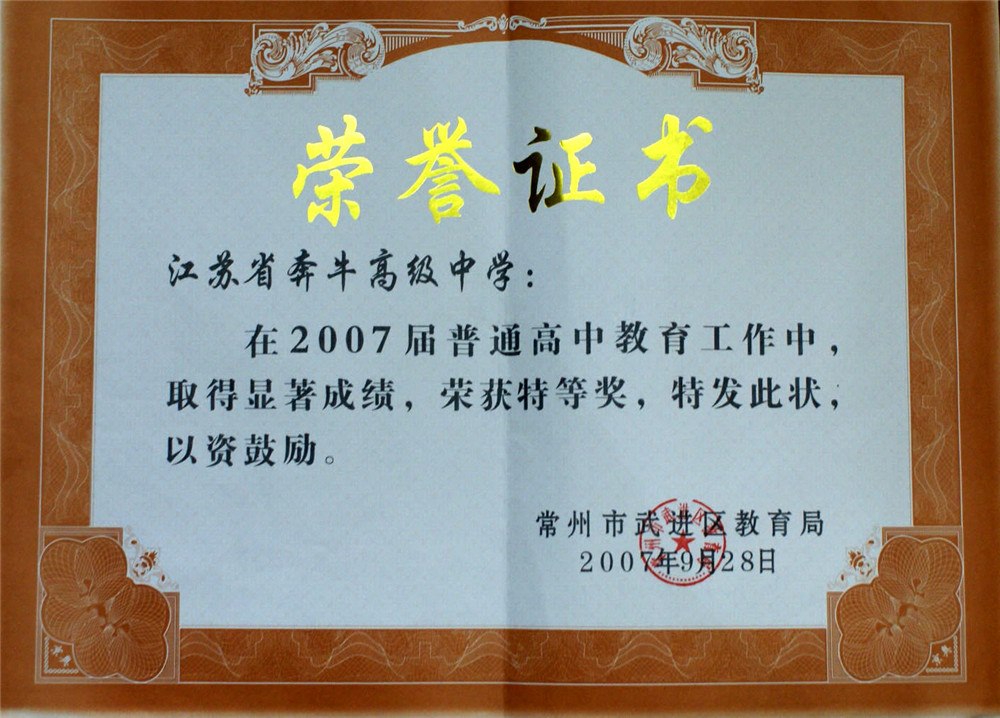 荣誉证书
江苏省奔牛高级中学：
在2007届普通高中教育工作中，
取得显著成绩，荣获特等奖，特发此状，
以资鼓励。
常州市武进区教育局
2007年9月28日